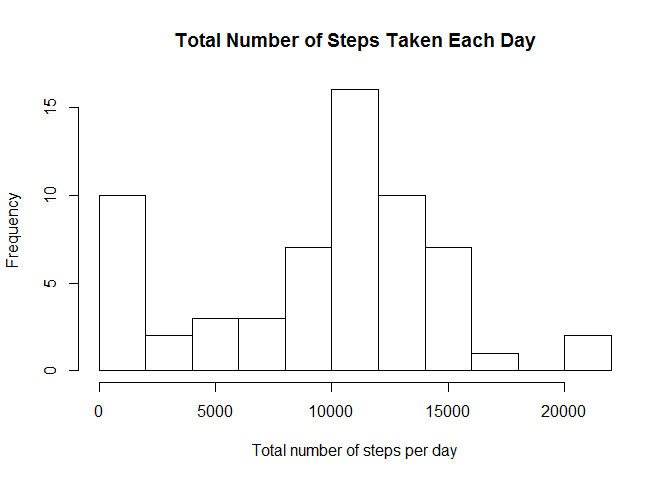 Total Number of Steps Taken Each Day
Frequency
15
10
5
0
0 5000 10000 15000 20000
Total number of steps per day